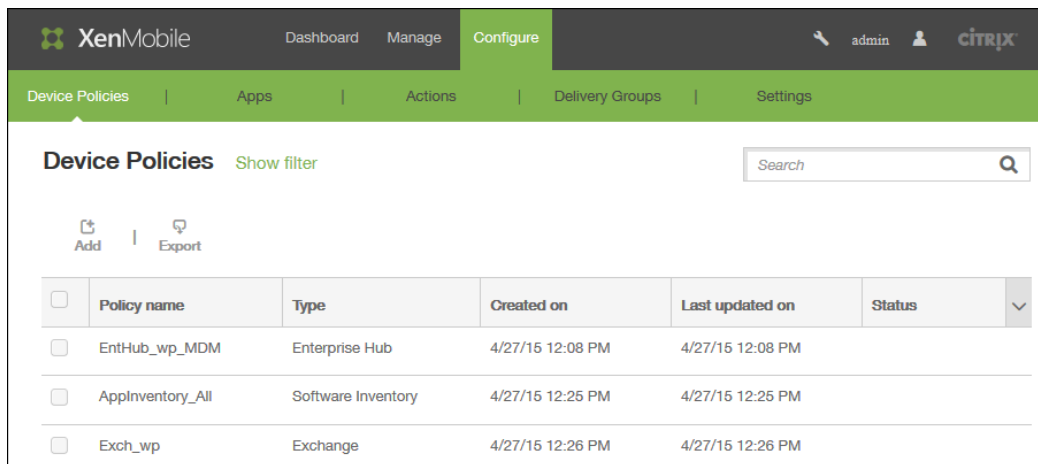 XenMobile Dashboard Manage Configure admin CITRIX
Device Policies | Apps | Actions | Delivery Groups | Settings
Device Policies Show filter Search
Add | Export
Policy name Type Created on Last updated on Status
EntHub_wp_MDM Enterprise Hub 4/27/15 12:08 PM 4/27/15 12:08 PM
AppInventory_All Software Inventory 4/27/15 12:25 PM 4/27/15 12:25 PM
Exch_wp Exchange 4/27/15 12:26 PM 4/27/15 12:26 PM